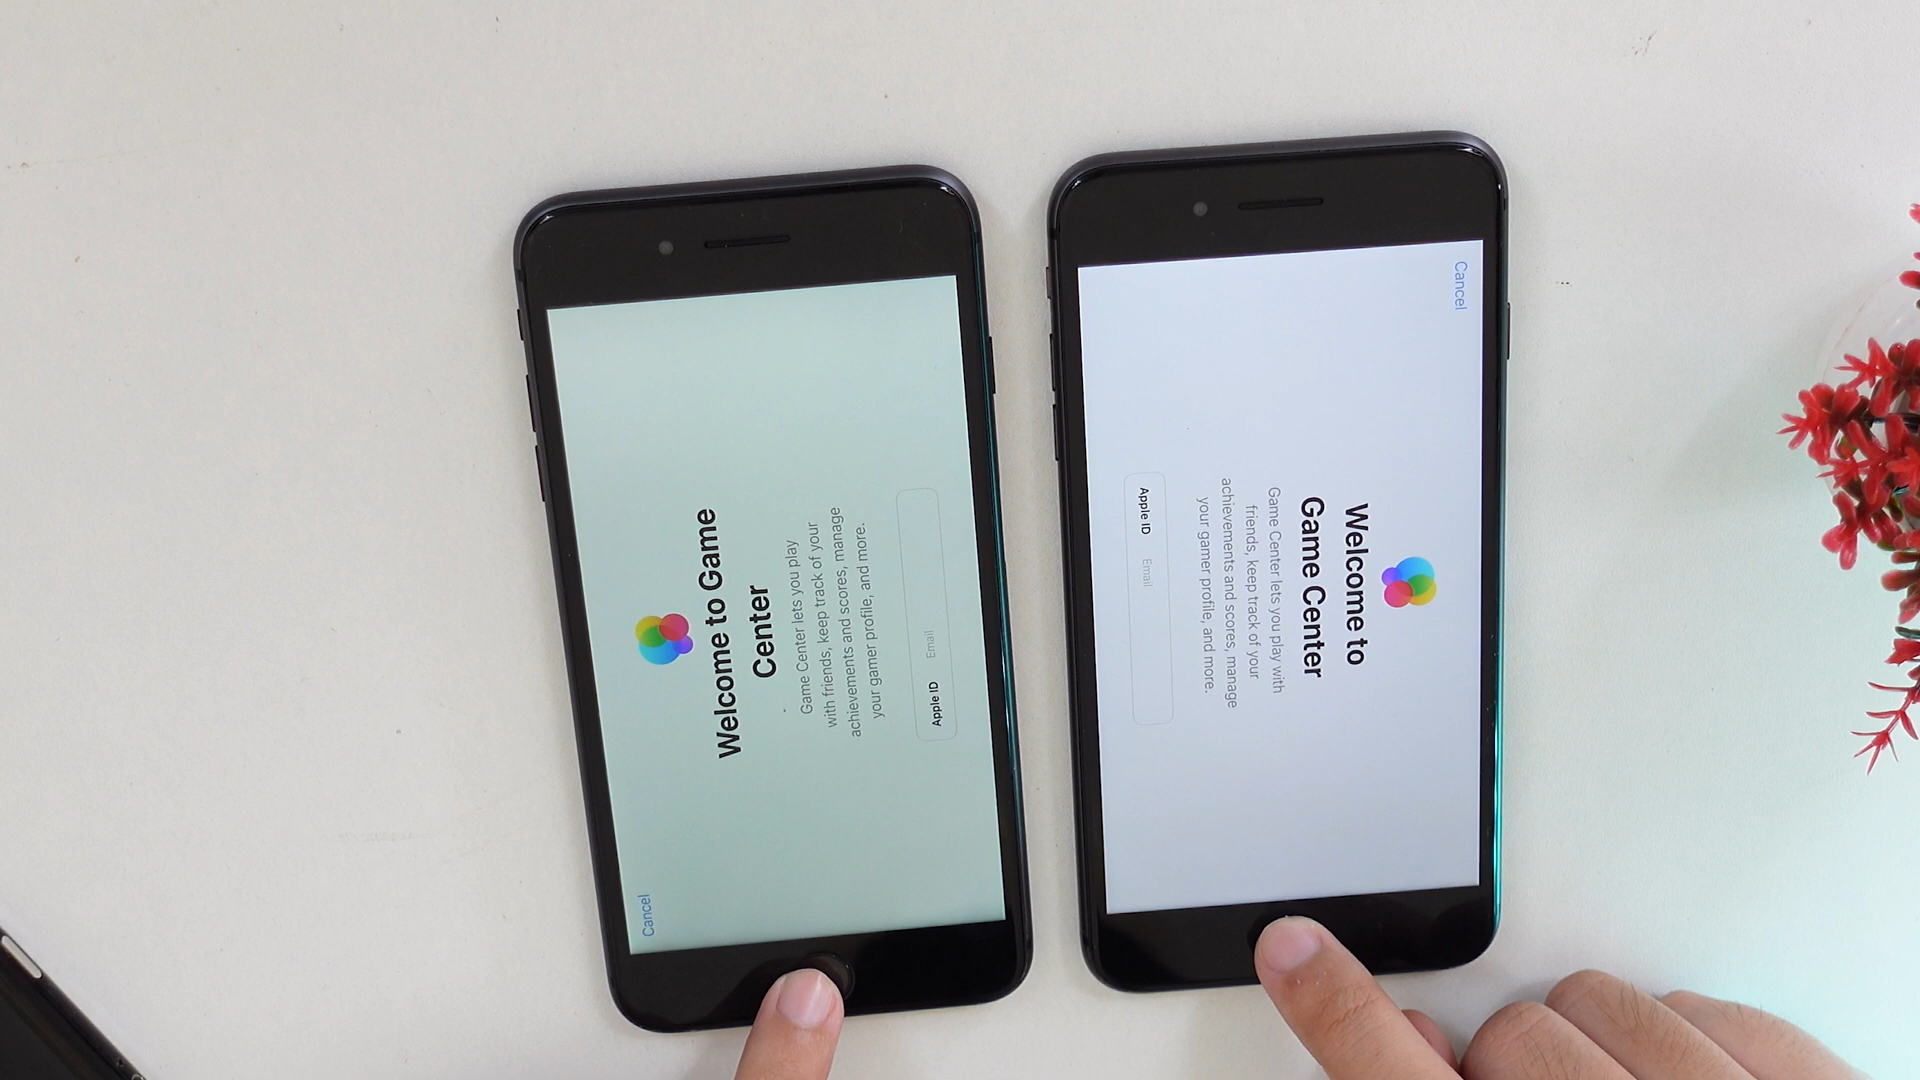 Welcome to Game
Center
Game Center lets you play
with friends, keep track of your
achievements and scores, manage
your gamer profile, and more.
Apple ID Email
Cancel
Cancel
Welcome to
Game Center
Game Center lets you play with
friends, keep track of your
achievements and scores, manage
your gamer profile, and more.
Apple ID Email